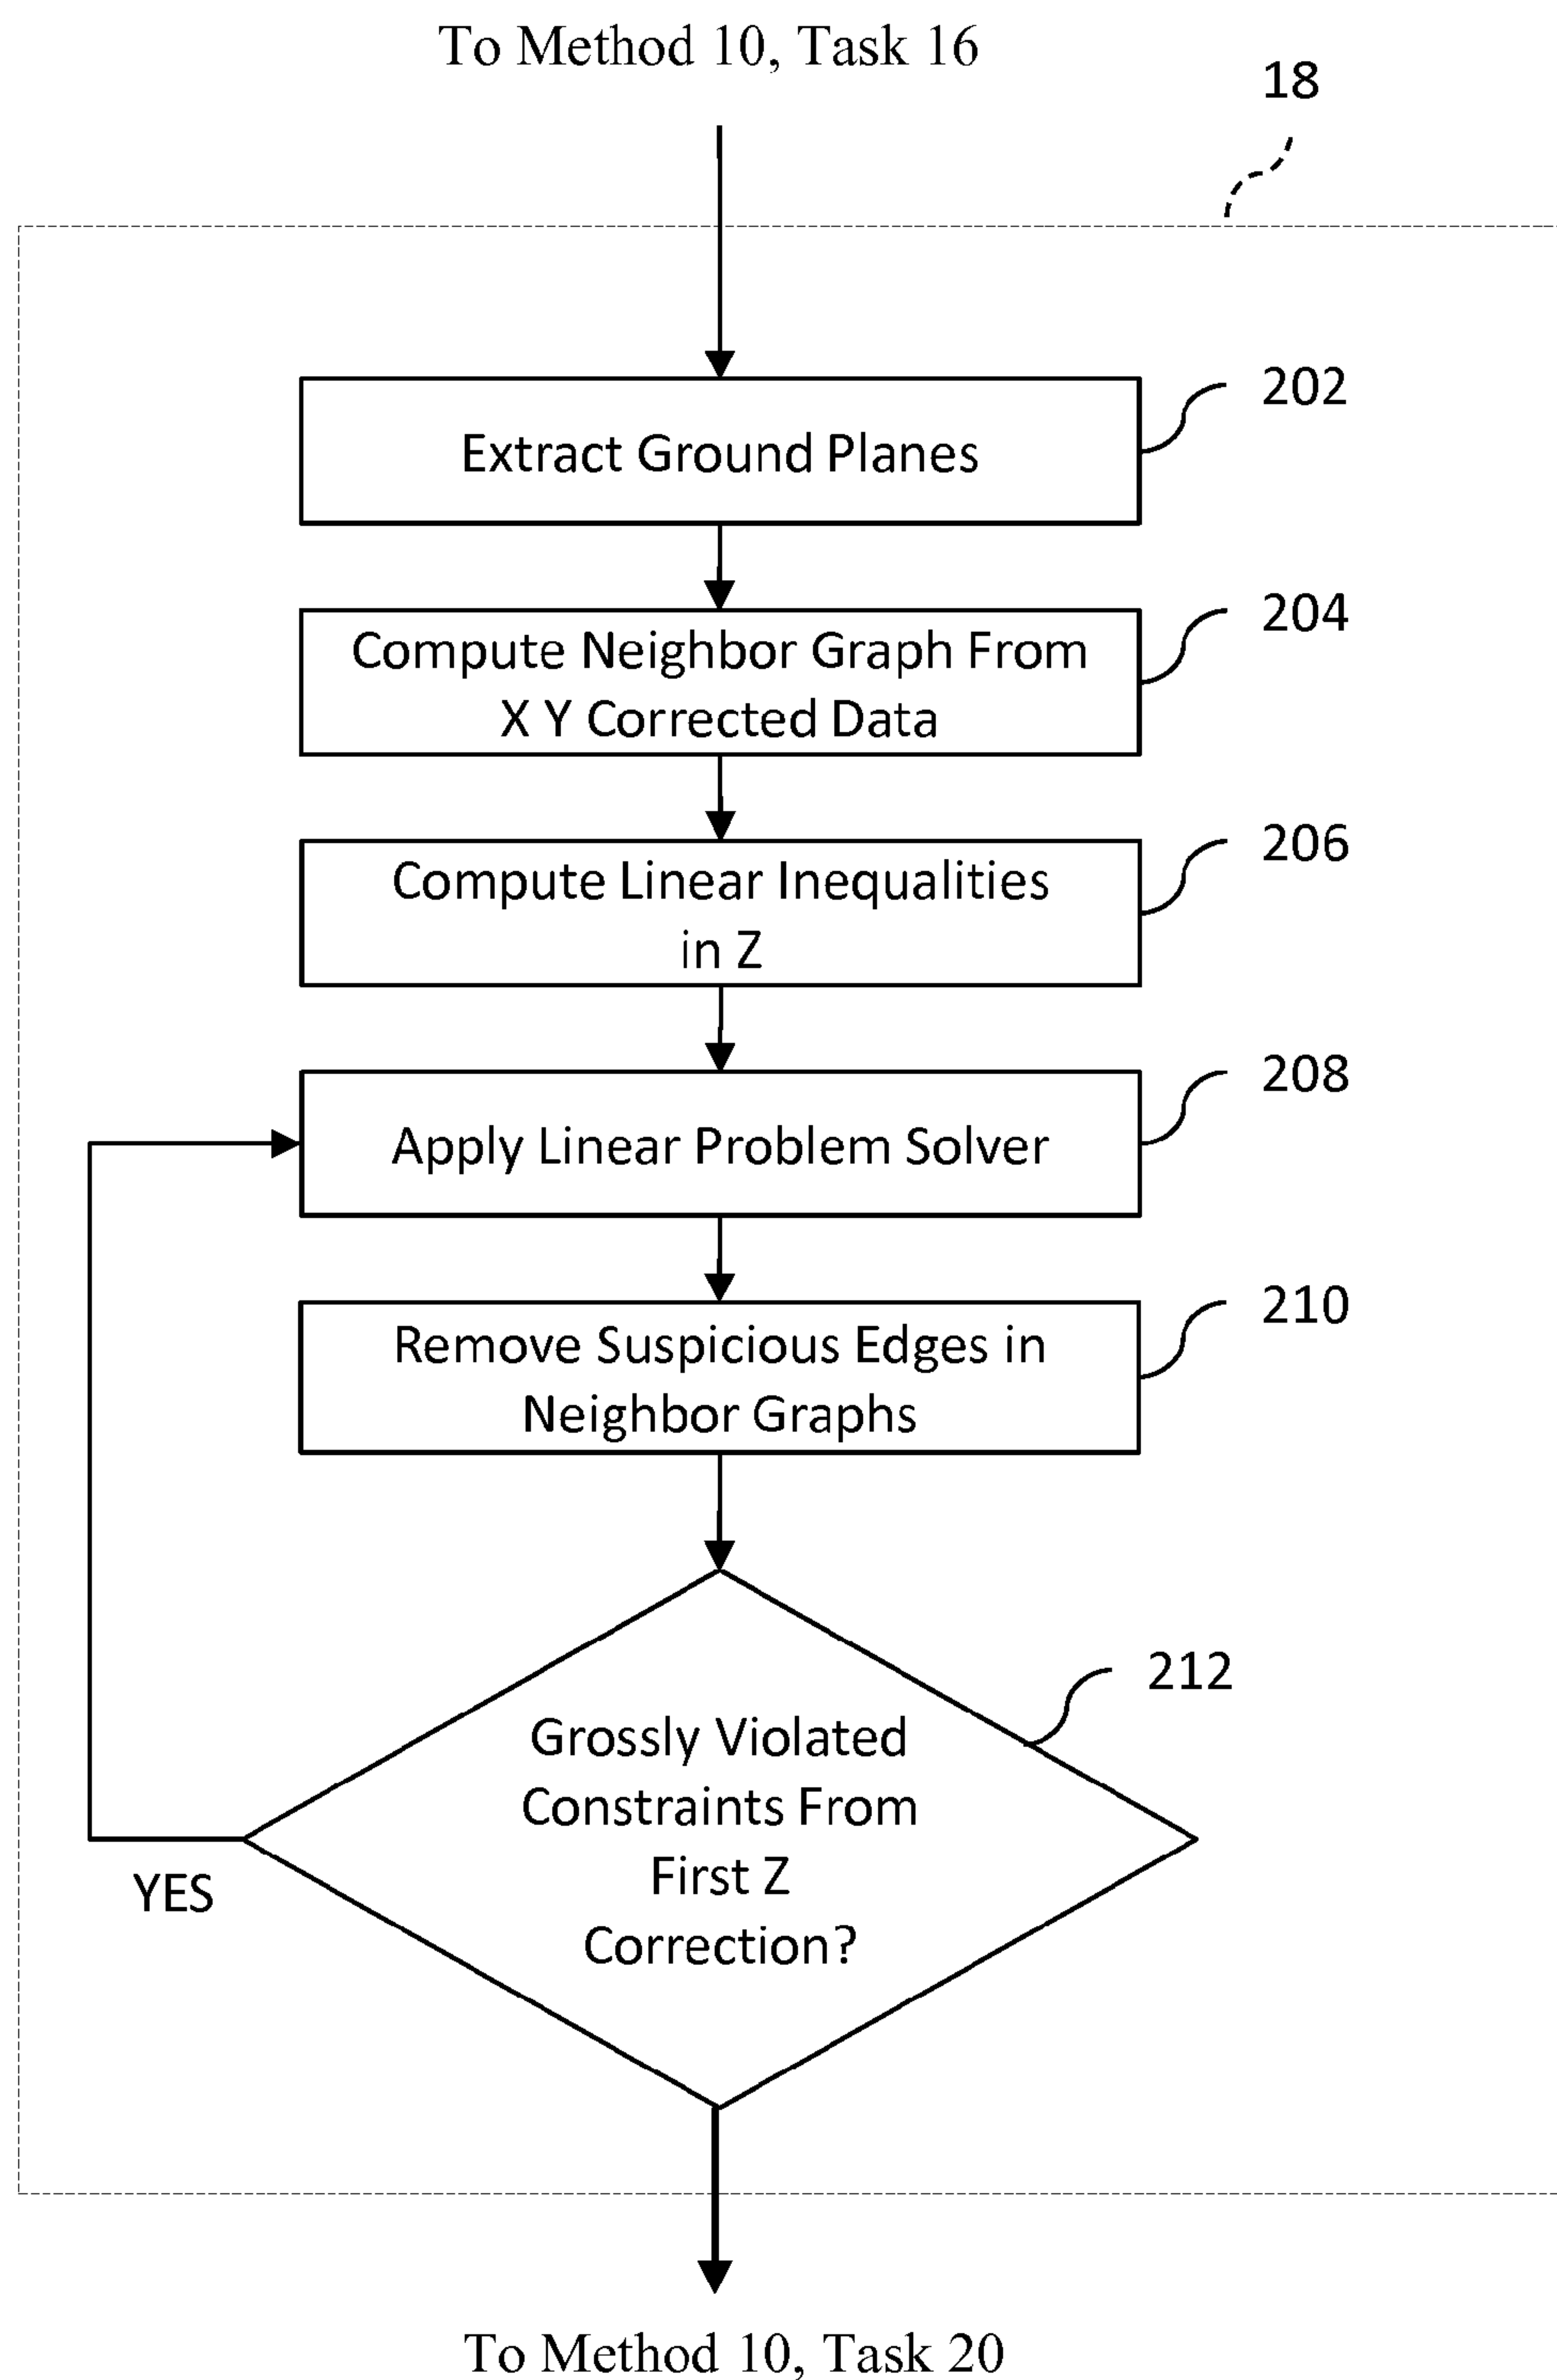 To Method 10, Task 16
18
Extract Ground Planes
202
Compute Neighbor Graph From
X Y Corrected Data
204
Compute Linear Inequalities
in Z
206
Apply Linear Problem Solver
208
Remove Suspicious Edges in
Neighbor Graphs
210
Grossly Violated
Constraints From
First Z
Correction?
212
YES
To Method 10, Task 20